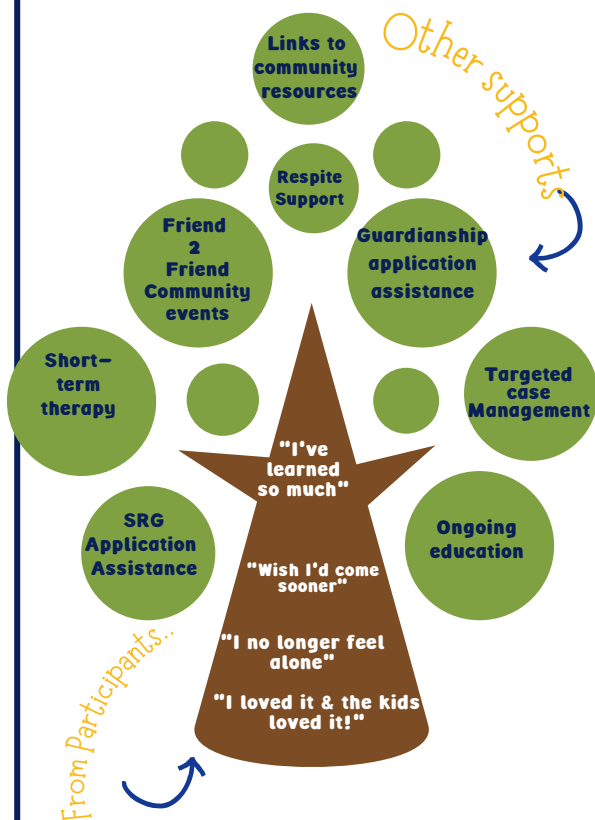 Other supports
Links to
community
resources
Respite
Support
Friend
2
Friend
Community
events
Guardianship
application
assistance
Short-
term
therapy
Targeted
case
Management
"I've
learned
so much"
SRG
Application
Assistance
Ongoing
education
"Wish I'd come
sooner"
"I no longer feel
alone"
"I loved it & the kids
loved it!"
From Participants..